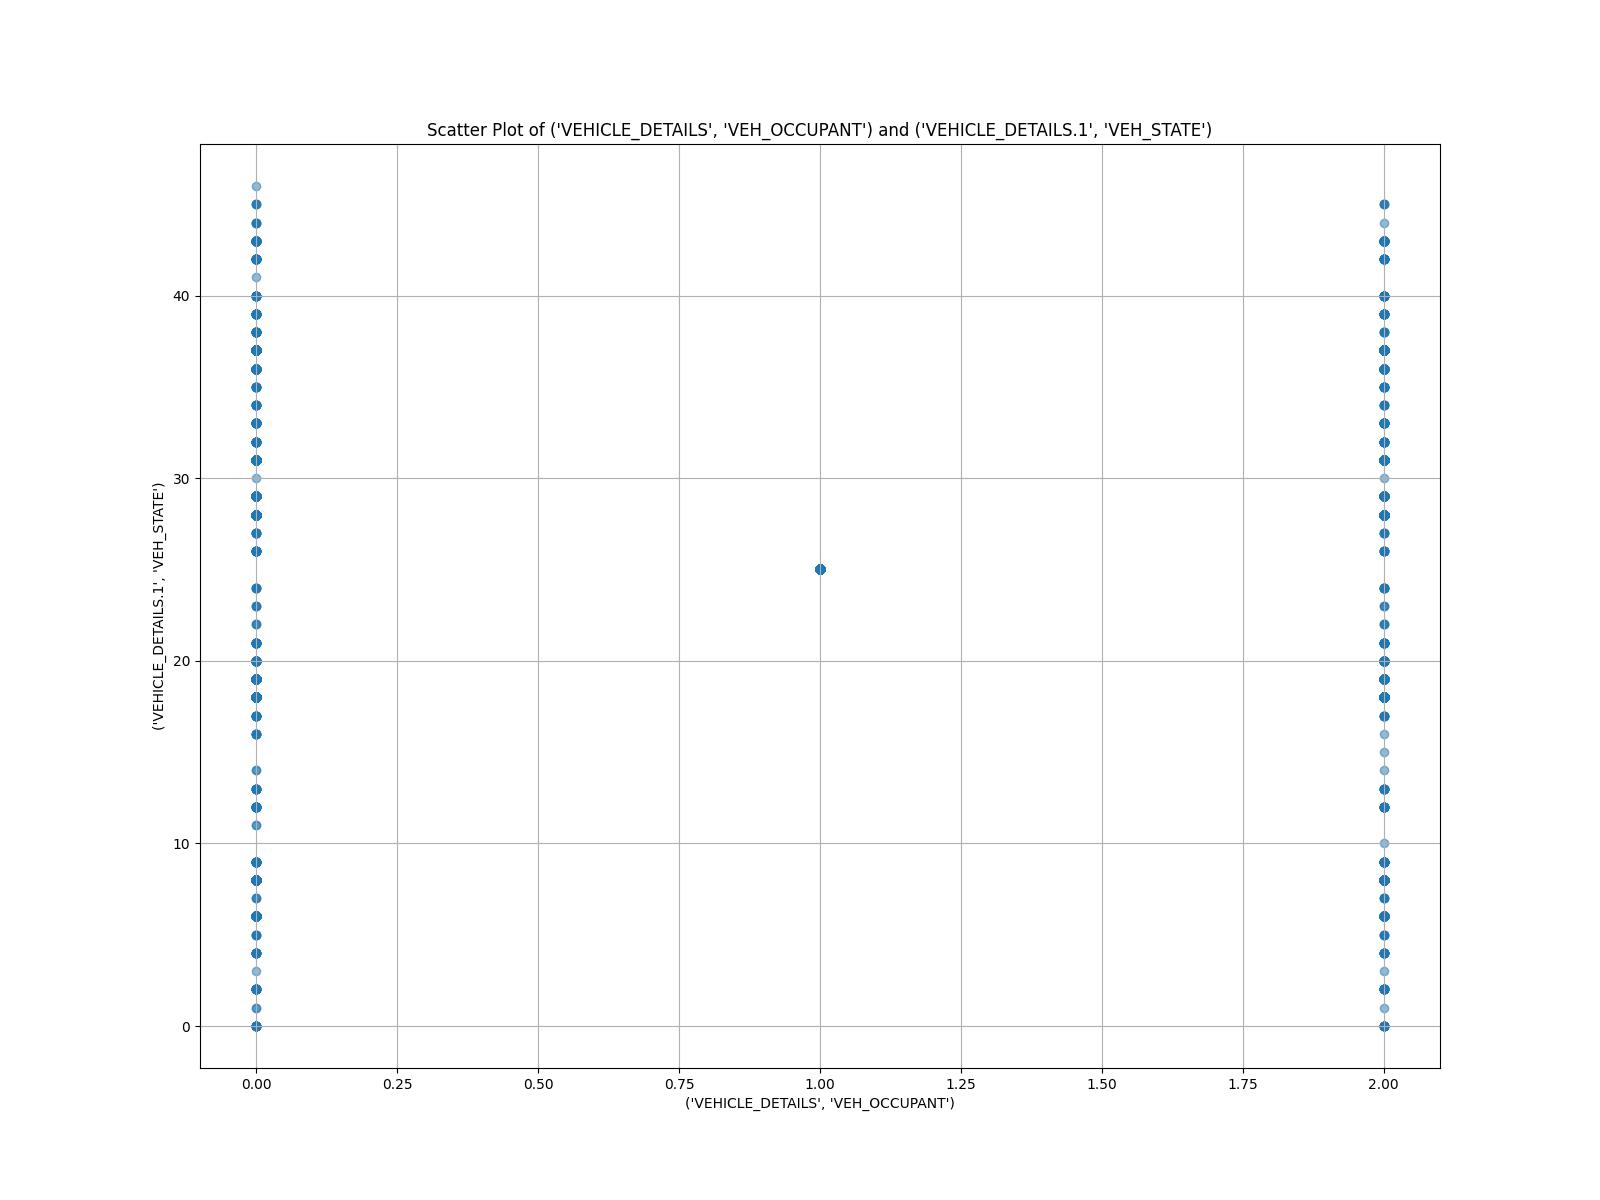 Scatter Plot of ('VEHICLE_DETAILS', 'VEH_OCCUPANT') and ('VEHICLE_DETAILS.1', 'VEH_STATE')
('VEHICLE_DETAILS.1', 'VEH_STATE')
40
30
20
10
0
0.00 0.25 0.50 0.75 1.00 1.25 1.50 1.75 2.00
('VEHICLE_DETAILS', 'VEH_OCCUPANT')